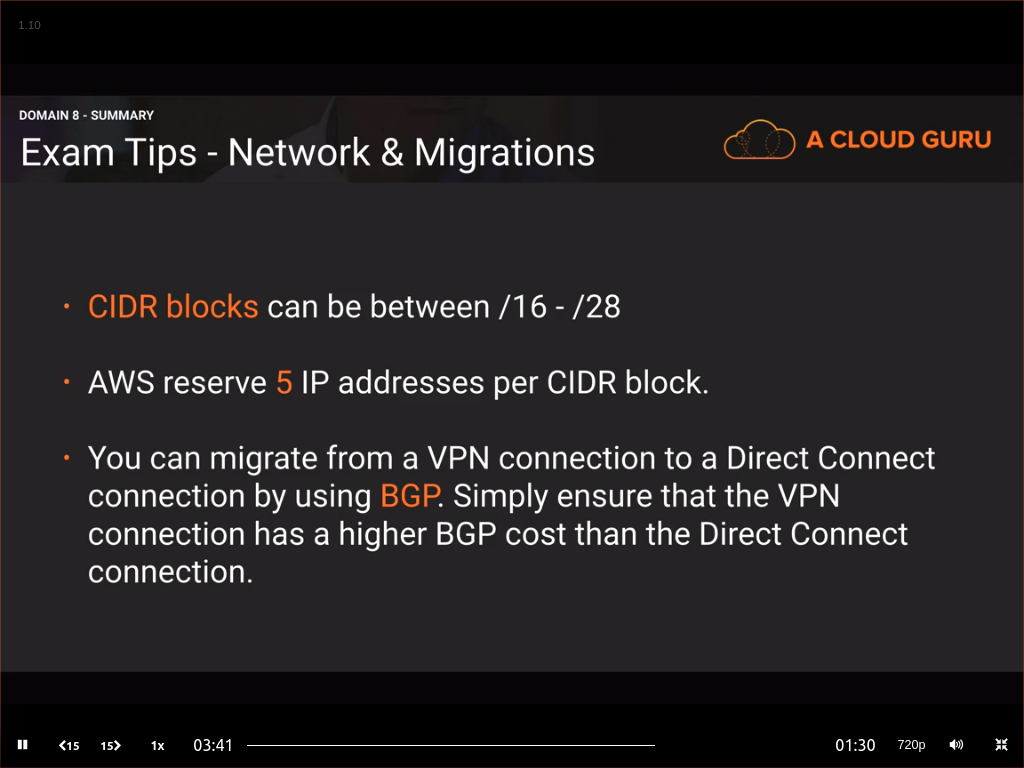 1.10
DOMAIN 8 - SUMMARY
Exam Tips - Network & Migrations
A CLOUD GURU
• CIDR blocks can be between /16 - /28
• AWS reserve 5 IP addresses per CIDR block.
• You can migrate from a VPN connection to a Direct Connect
connection by using BGP. Simply ensure that the VPN
connection has a higher BGP cost than the Direct Connect
connection.
15 15 1x 03:41 01:30 720p